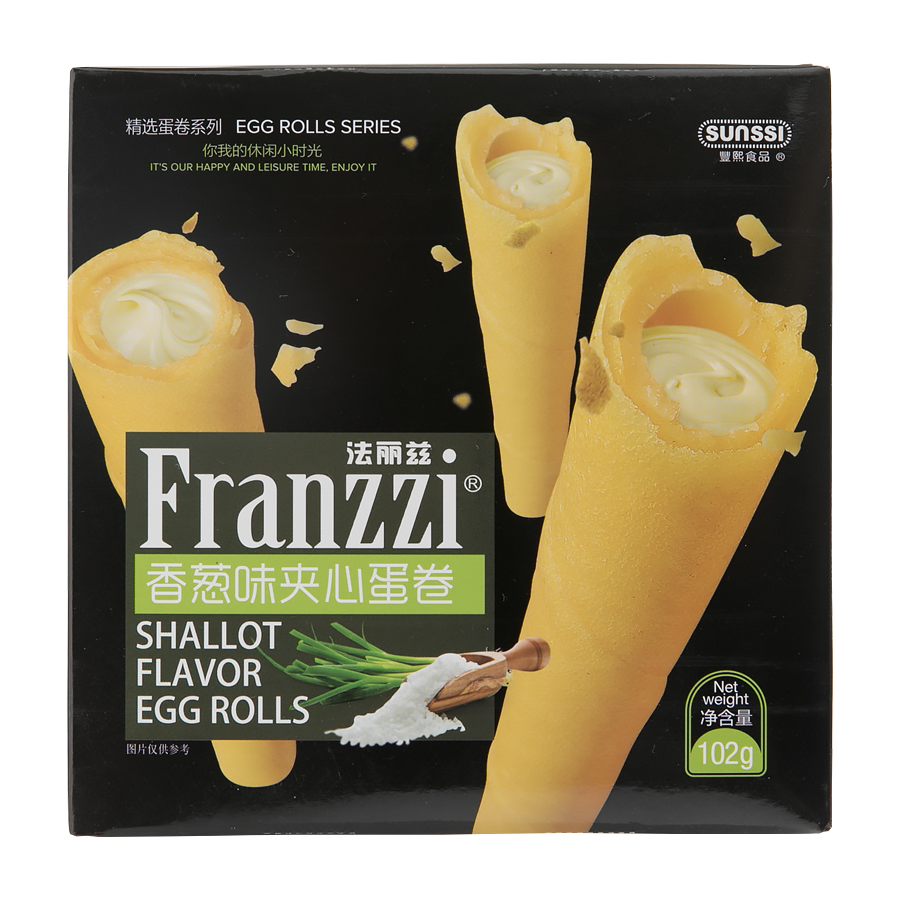 精选蛋卷系列 EGG ROLLS SERIES
你我的休闲小时光
IT'S OUR HAPPY AND LEISURE TIME, ENJOY IT
SUNSSI
豐熙食品 ®
法丽兹
Franzzi®
香葱味夹心蛋卷
SHALLOT
FLAVOR
EGG ROLLS
图片仅供参考
Net
weight
净含量
102g